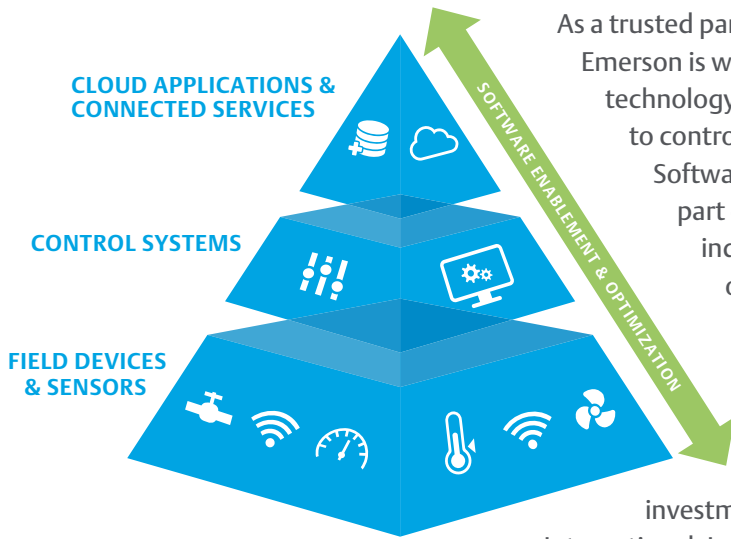 CLOUD APPLICATIONS &
CONNECTED SERVICES
CONTROL SYSTEMS
FIELD DEVICES
& SENSORS
SOFTWARE ENABLEMENT & OPTIMIZATION
As a trusted par
Emerson is w
technology
to contro
Softwa
part
inc
investm